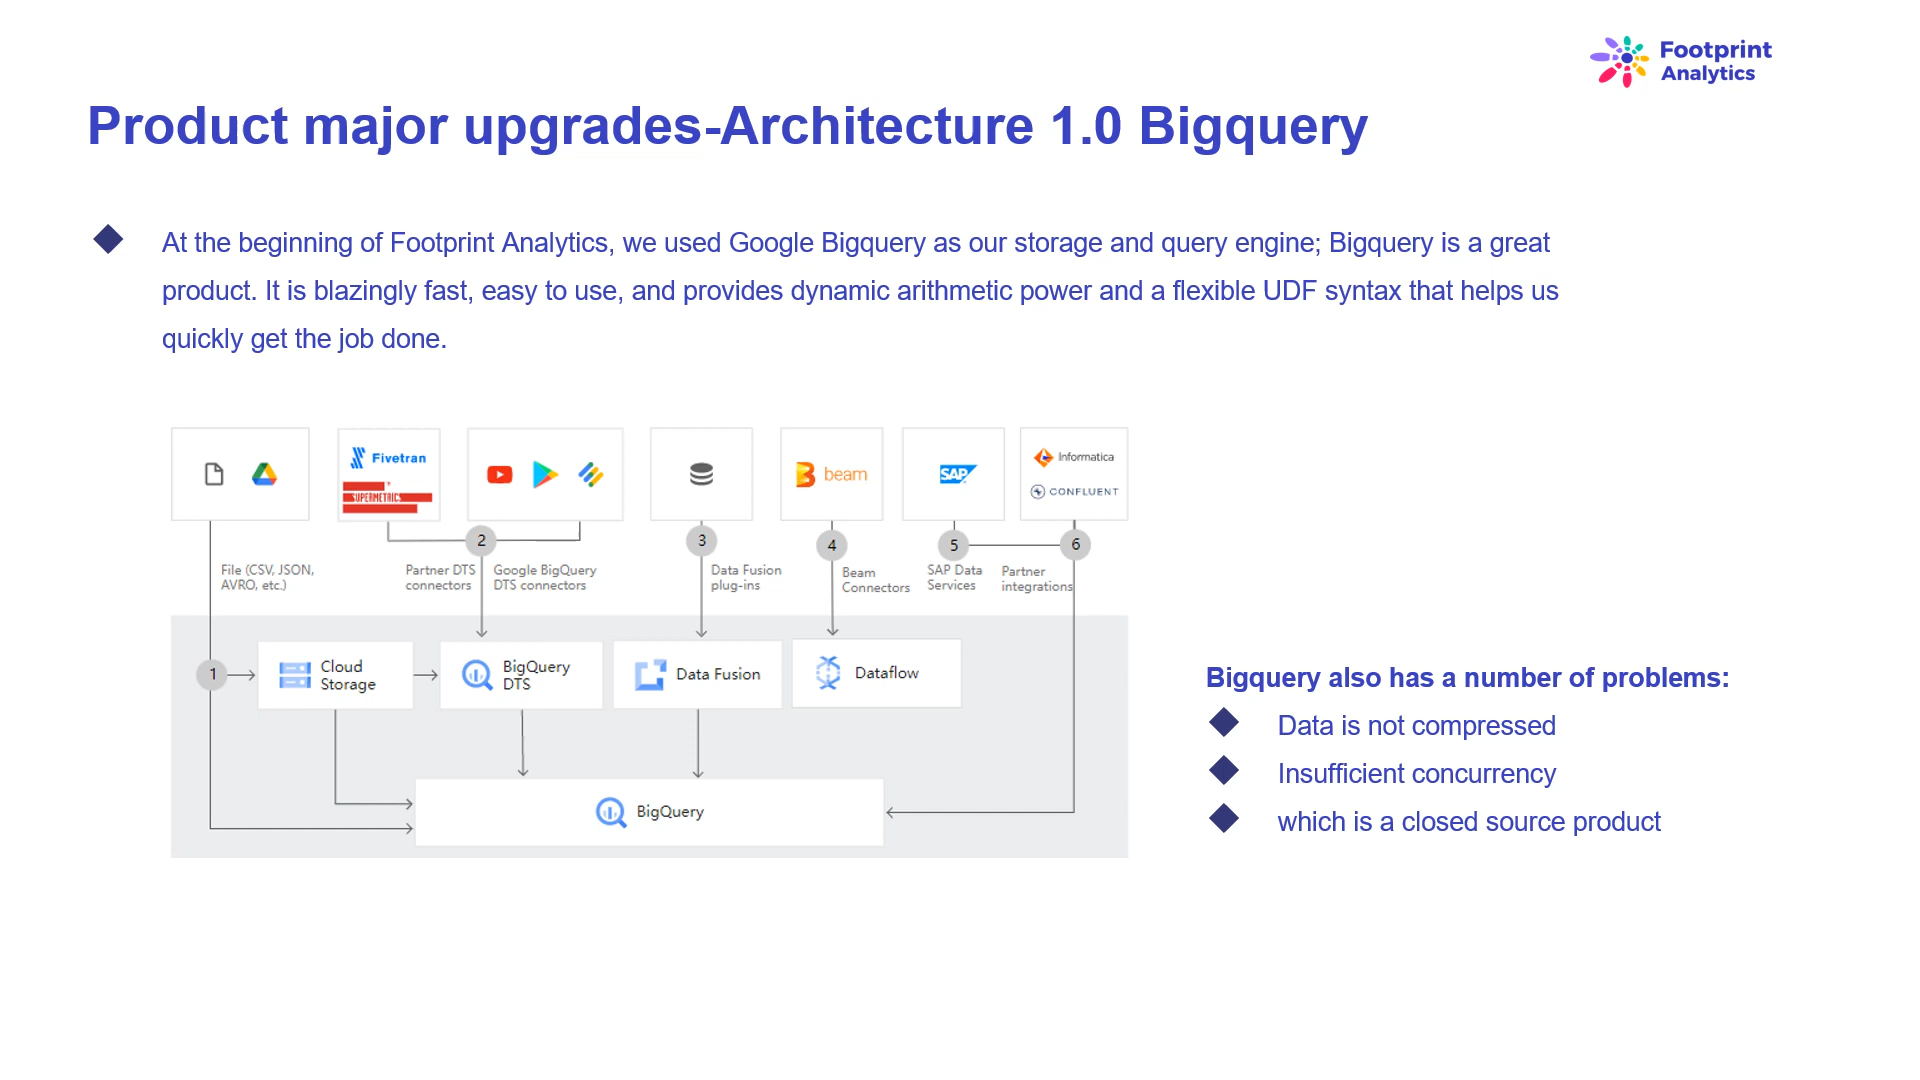 Footprint
Analytics
Product major upgrades-Architecture 1.0 Bigquery
At the beginning of Footprint Analytics, we used Google Bigquery as our storage and query engine; Bigquery is a great
product. It is blazingly fast, easy to use, and provides dynamic arithmetic power and a flexible UDF syntax that helps us
quickly get the job done.
Fivetran
SUPERMETRICS
beam
SAP
Informatica
CONFLUENT
2
3
4
5
6
File (CSV, JSON,
AVRO, etc.)
Partner DTS
connectors
Google BigQuery
DTS connectors
Data Fusion
plug-ins
Beam
Connectors
SAP Data
Services
Partner
integrations
1
Cloud
Storage
BigQuery
DTS
Data Fusion
Dataflow
BigQuery
Bigquery also has a number of problems:
Data is not compressed
Insufficient concurrency
which is a closed source product